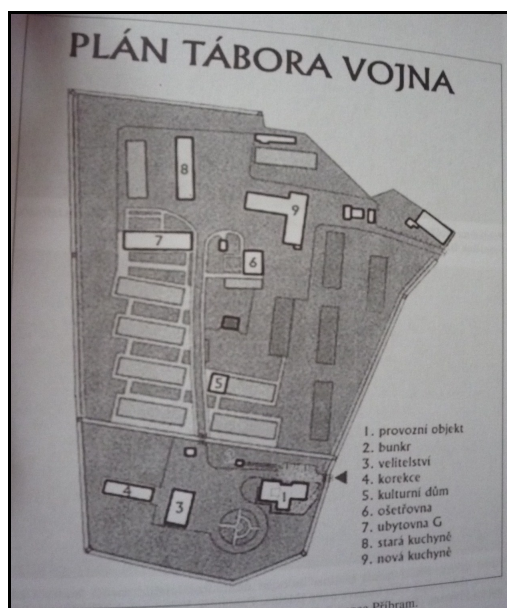 PLÁN TÁBORA VOJNA
8
9
7
6
5
4
3
1
1. provozní objekt
2. bunkr
3. velitelství
4. korekce
5. kulturní dům
6. ošetřovna
7. ubytovna G
8. stará kuchyně
9. nová kuchyně
Příbram.